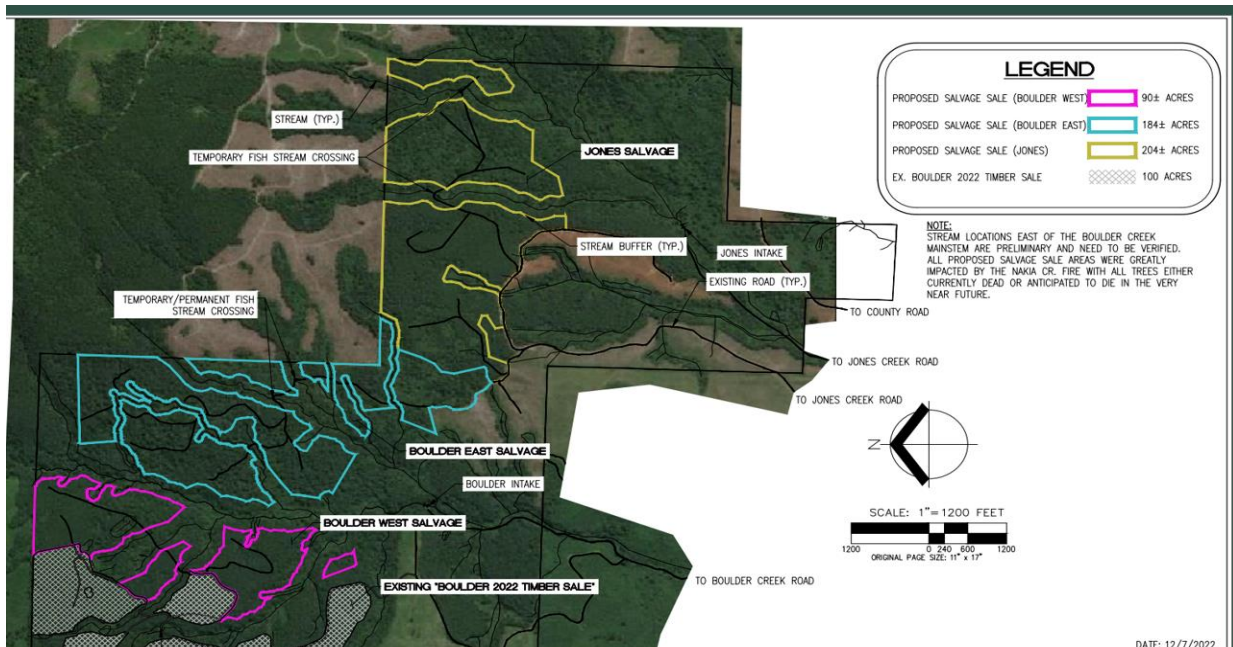 LEGEND
PROPOSED SALVAGE SALE (BOULDER WEST) 90± ACRES
PROPOSED SALVAGE SALE (BOULDER EAST) 184± ACRES
PROPOSED SALVAGE SALE (JONES) 204± ACRES
EX. BOULDER 2022 TIMBER SALE 100 ACRES
STREAM (TYP.)
TEMPORARY FISH STREAM CROSSING
JONES SALVAGE
STREAM BUFFER (TYP.)
JONES INTAKE
EXISTING ROAD (TYP.)
NOTE:
STREAM LOCATIONS EAST OF THE BOULDER CREEK
MAINSTEM ARE PRELIMINARY AND NEED TO BE VERIFIED.
ALL PROPOSED SALVAGE SALE AREAS WERE GREATLY
IMPACTED BY THE NAKIA CR. FIRE WITH ALL TREES EITHER
CURRENTLY DEAD OR ANTICIPATED TO DIE IN THE VERY
NEAR FUTURE.
TEMPORARY/PERMANENT FISH
STREAM CROSSING
TO COUNTY ROAD
TO JONES CREEK ROAD
TO JONES CREEK ROAD
N
BOULDER EAST SALVAGE
BOULDER INTAKE
BOULDER WEST SALVAGE
SCALE: 1"=1200 FEET
1200 0 240 600 1200
ORIGINAL PAGE SIZE: 11" x 17"
EXISTING "BOULDER 2022 TIMBER SALE"
TO BOULDER CREEK ROAD
DATE: 12/7/2022